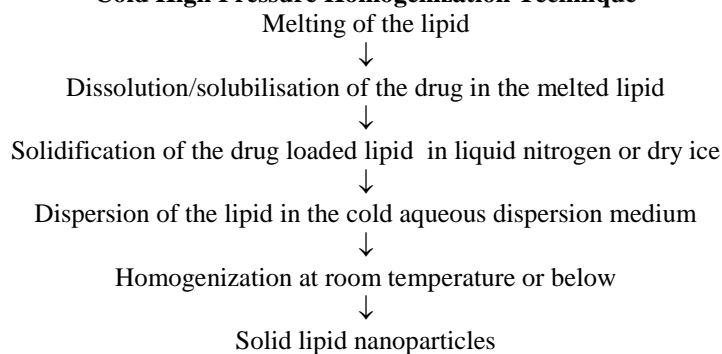 Cold High Pressure Homogenization Technique
Melting of the lipid
↓
Dissolution/solubilisation of the drug in the melted lipid
↓
Solidification of the drug loaded lipid in liquid nitrogen or dry ice
↓
Dispersion of the lipid in the cold aqueous dispersion medium
↓
Homogenization at room temperature or below
↓
Solid lipid nanoparticles